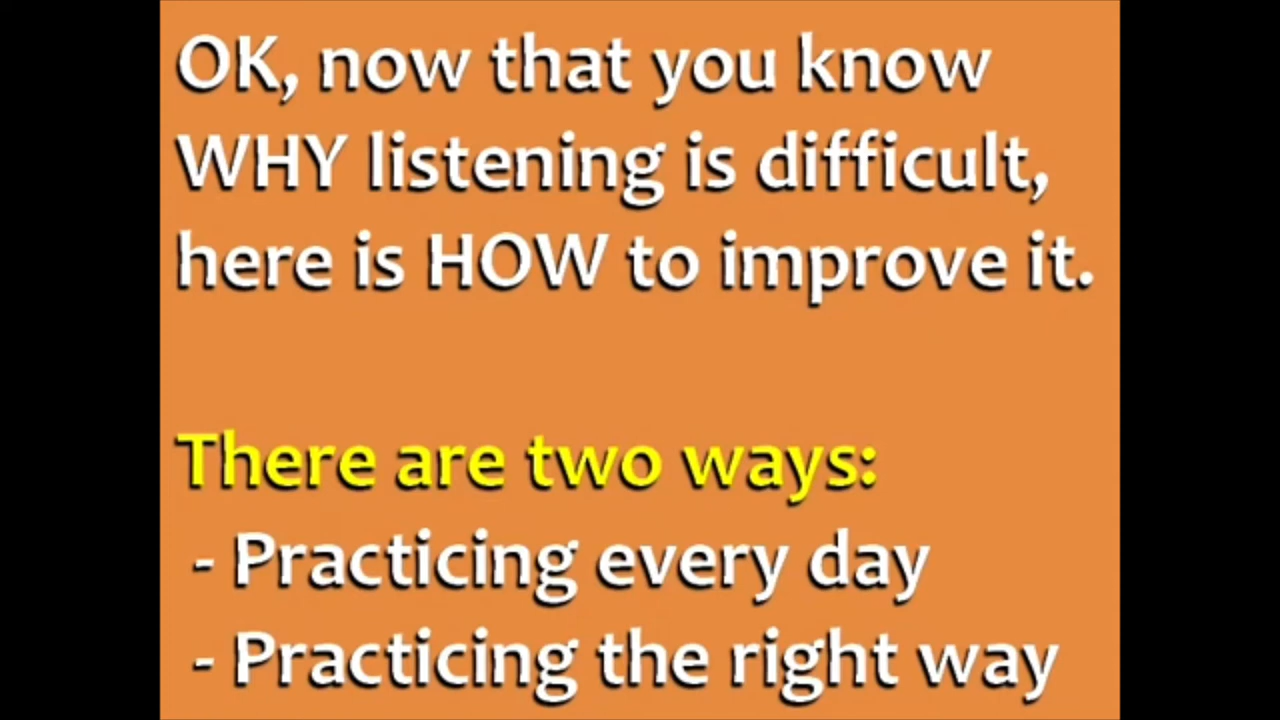 OK, now that you know
WHY listening is difficult,
here is HOW to improve it.
There are two ways:
- Practicing every day
- Practicing the right way